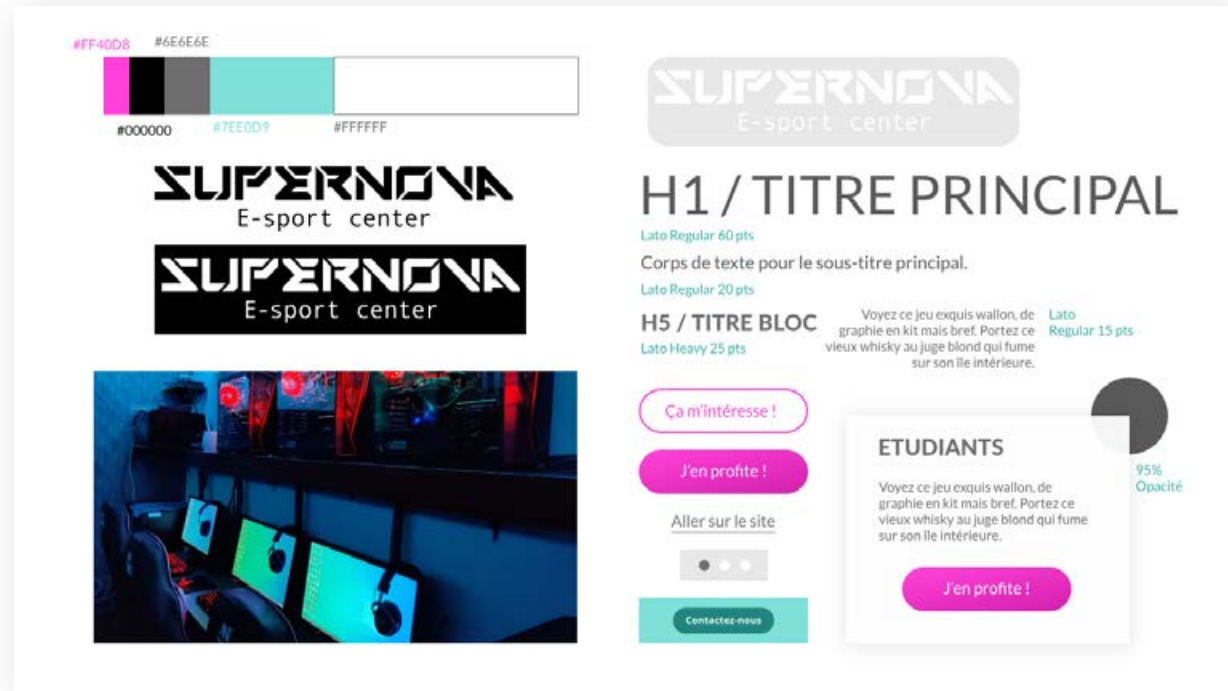 #FF40D8
#6E6E6E
#000000
#7EE0D9
#FFFFFF
SUPERNOVA
E-sport center
SUPERNOVA
E-sport center
SUPERNOVA
E-sport center
H1 / TITRE PRINCIPAL
Lato Regular 60 pts
Corps de texte pour le sous-titre principal.
Lato Regular 20 pts
H5 / TITRE BLOC
Lato Heavy 25 pts
Voyez ce jeu exquis wallon, de
graphie en kit mais bref. Portez ce
vieux whisky au juge blond qui fume
sur son île intérieure.
Lato
Regular 15 pts
Ça m'intéresse !
J'en profite !
Aller sur le site
Contactez-nous
ETUDIANTS
Voyez ce jeu exquis wallon, de
graphie en kit mais bref. Portez ce
vieux whisky au juge blond qui fume
sur son île intérieure.
J'en profite !
95%
Opacité